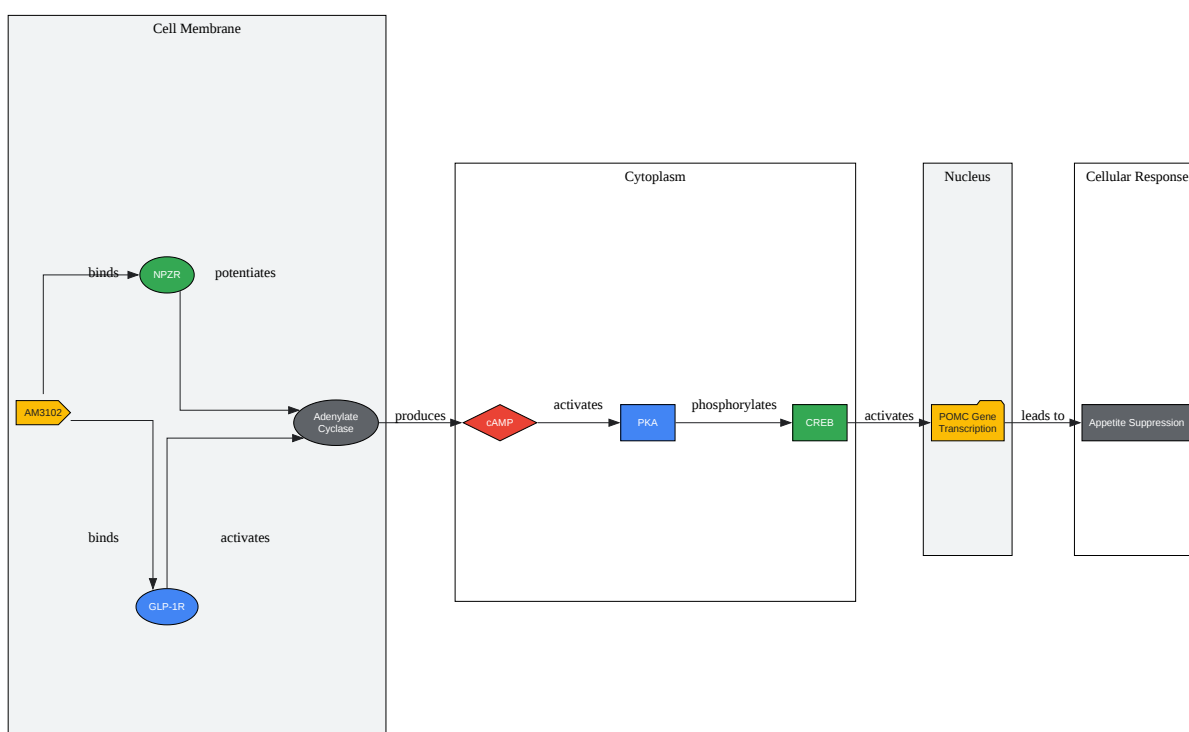 Cell Membrane
Cytoplasm
Nucleus
Cellular Response
binds
NPZR
potentiates
AM3102
Adenylate
Cyclase
produces
cAMP
activates
PKA
phosphorylates
CREB
activates
POMC Gene
Transcription
leads to
Appetite Suppression
binds
activates
GLP-1R